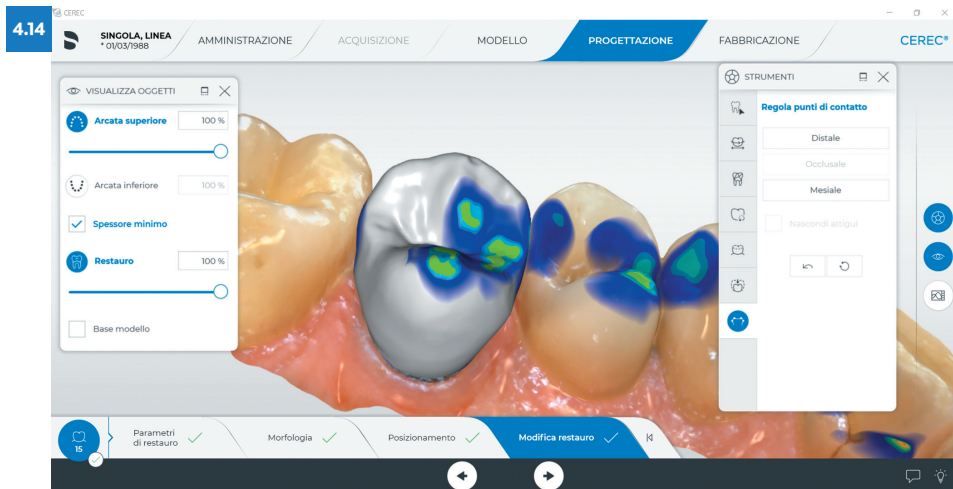 4.14
CEREC
SINGOLA, LINEA
* 01/03/1988
AMMINISTRAZIONE
ACQUISIZIONE
MODELLO
PROGETTAZIONE
FABBRICAZIONE
CEREC®
VISUALIZZA OGGETTI
Arcata superiore
100 %
Arcata inferiore
100 %
Spessore minimo
Restauro
100 %
Base modello
STRUMENTI
Regola punti di contatto
Distale
Occlusale
Mesiale
Nascondi attigui
15
Parametri
di restauro
Morfologia
Posizionamento
Modifica restauro